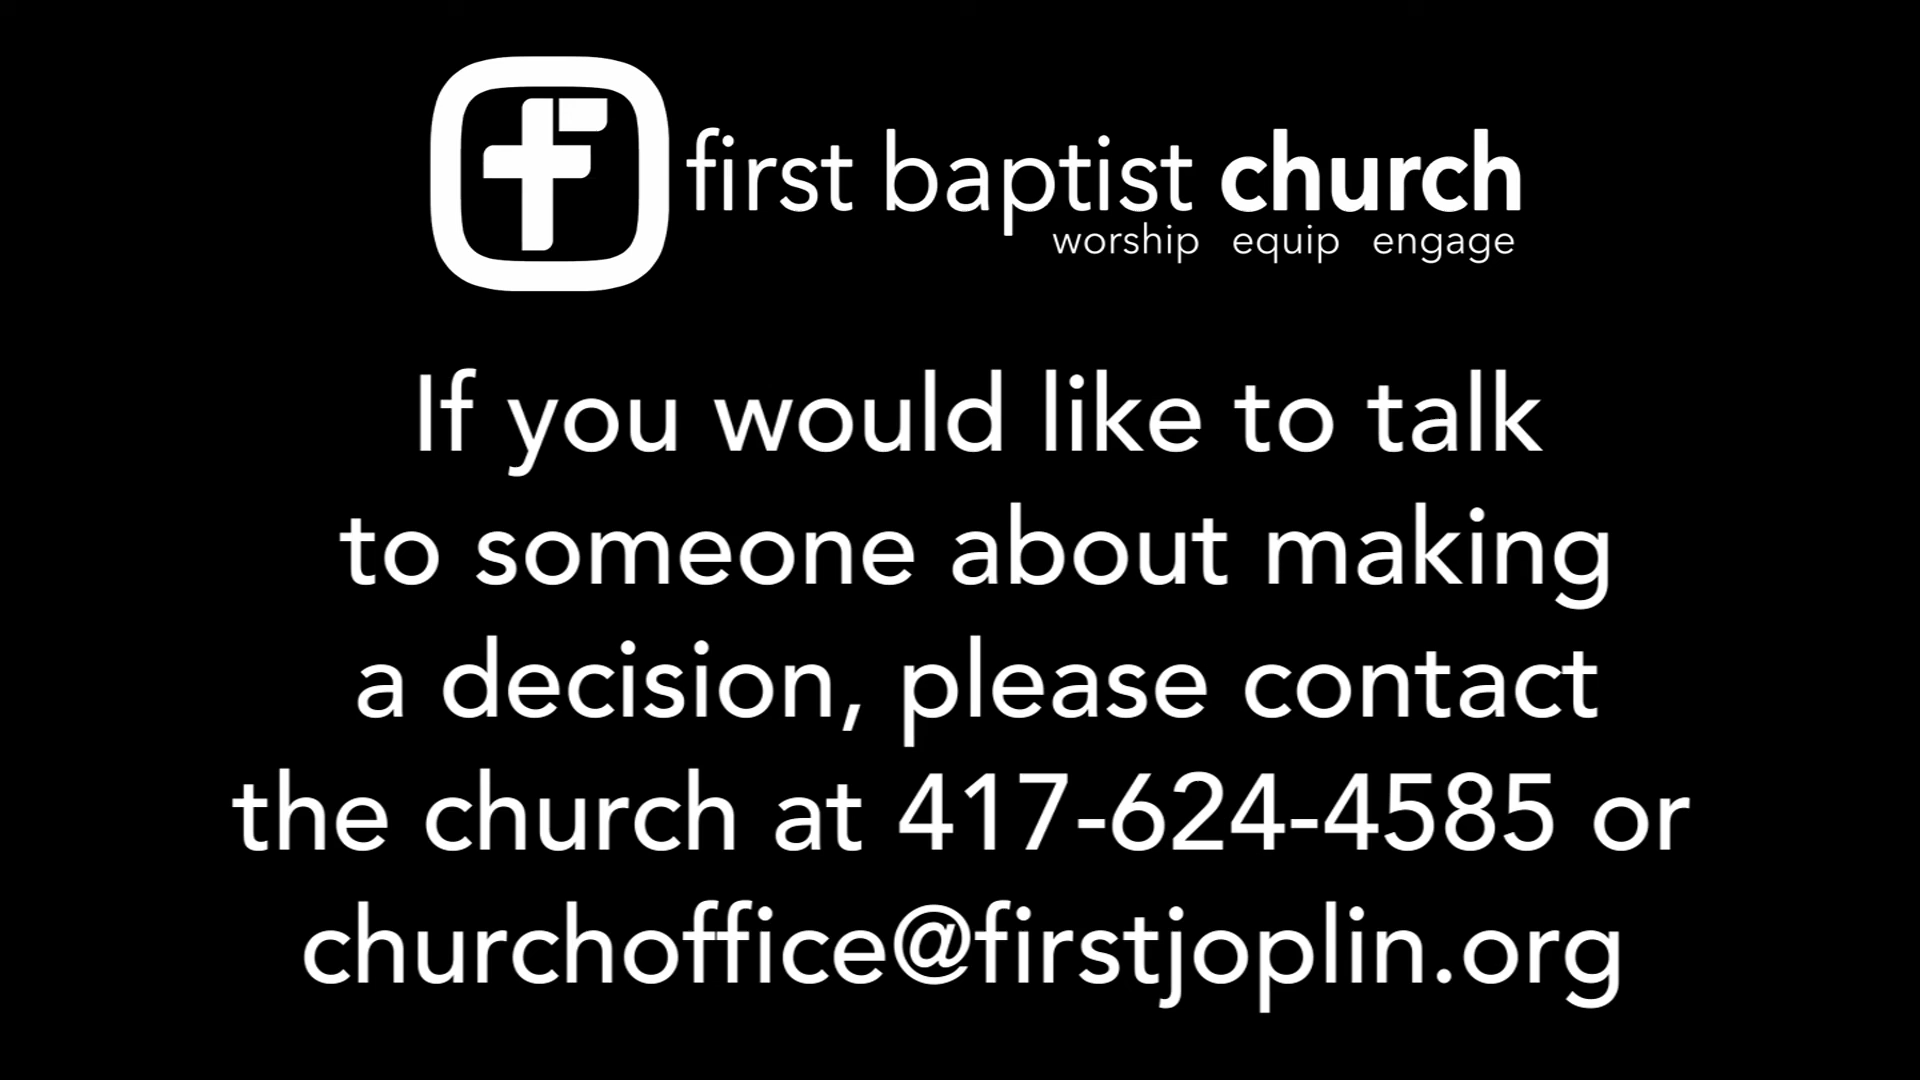 first baptist church
worship equip engage
If you would like to talk
to someone about making
a decision, please contact
the church at 417-624-4585 or
churchoffice@firstjoplin.org